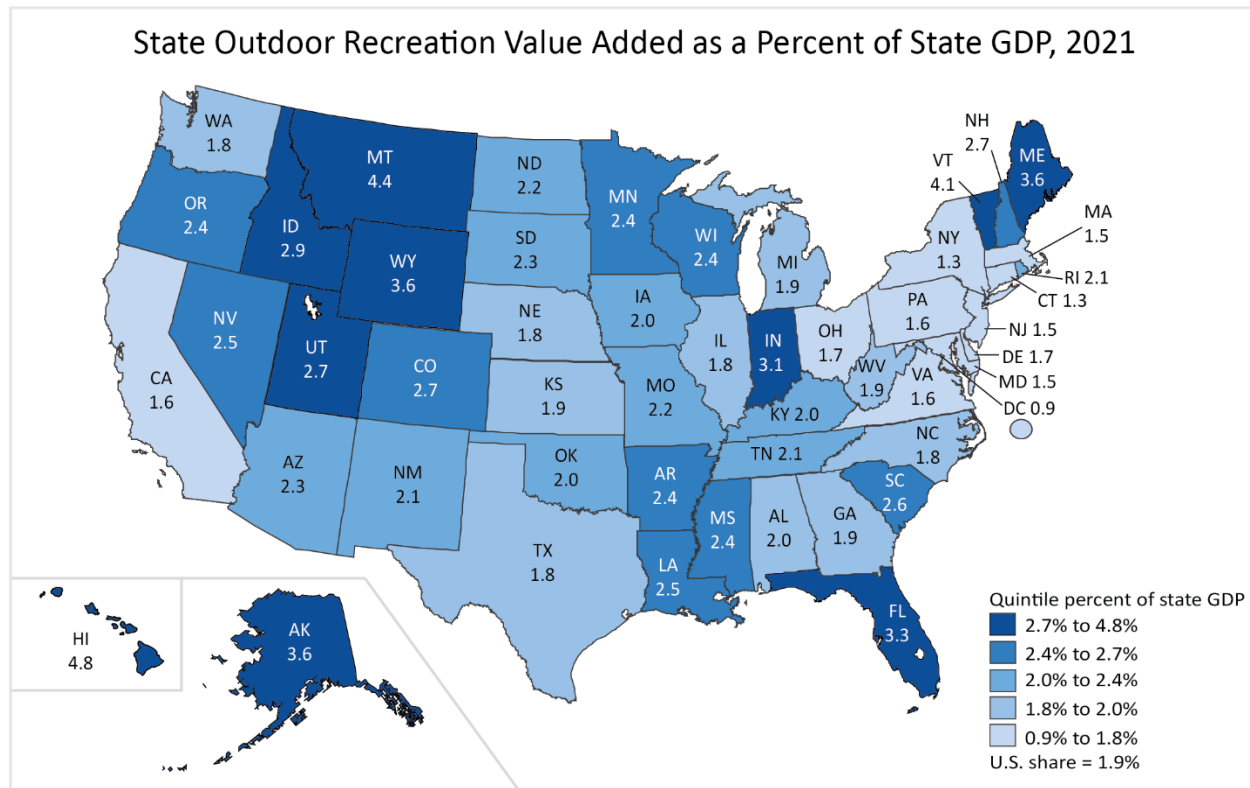 State Outdoor Recreation Value Added as a Percent of State GDP, 2021
WA
1.8
MT
4.4
ND
2.2
MN
2.4
NH
2.7
VT
4.1
ME
3.6
OR
2.4
ID
2.9
WY
3.6
SD
2.3
WI
2.4
MI
1.9
NY
1.3
MA
1.5
RI 2.1
CT 1.3
NV
2.5
UT
2.7
CO
2.7
NE
1.8
IA
2.0
IL
1.8
IN
3.1
OH
1.7
PA
1.6
NJ 1.5
DE 1.7
MD 1.5
DC 0.9
CA
1.6
KS
1.9
MO
2.2
KY 2.0
WV
1.9
VA
1.6
AZ
2.3
NM
2.1
OK
2.0
AR
2.4
TN 2.1
NC
1.8
SC
2.6
TX
1.8
LA
2.5
MS
2.4
AL
2.0
GA
1.9
FL
3.3
HI
4.8
AK
3.6
Quintile percent of state GDP
2.7% to 4.8%
2.4% to 2.7%
2.0% to 2.4%
1.8% to 2.0%
0.9% to 1.8%
U.S. share = 1.9%